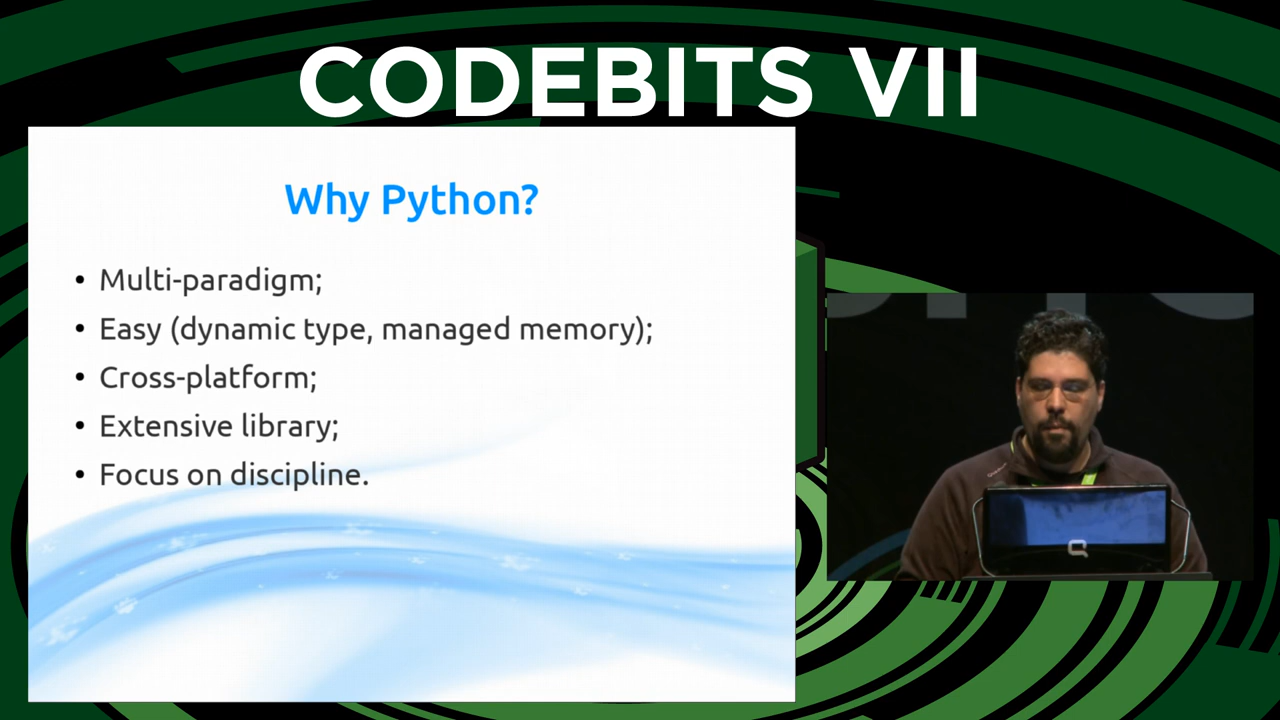 CODEBITS VII
Why Python?
• Multi-paradigm;
• Easy (dynamic type, managed memory);
• Cross-platform;
• Extensive library;
• Focus on discipline.